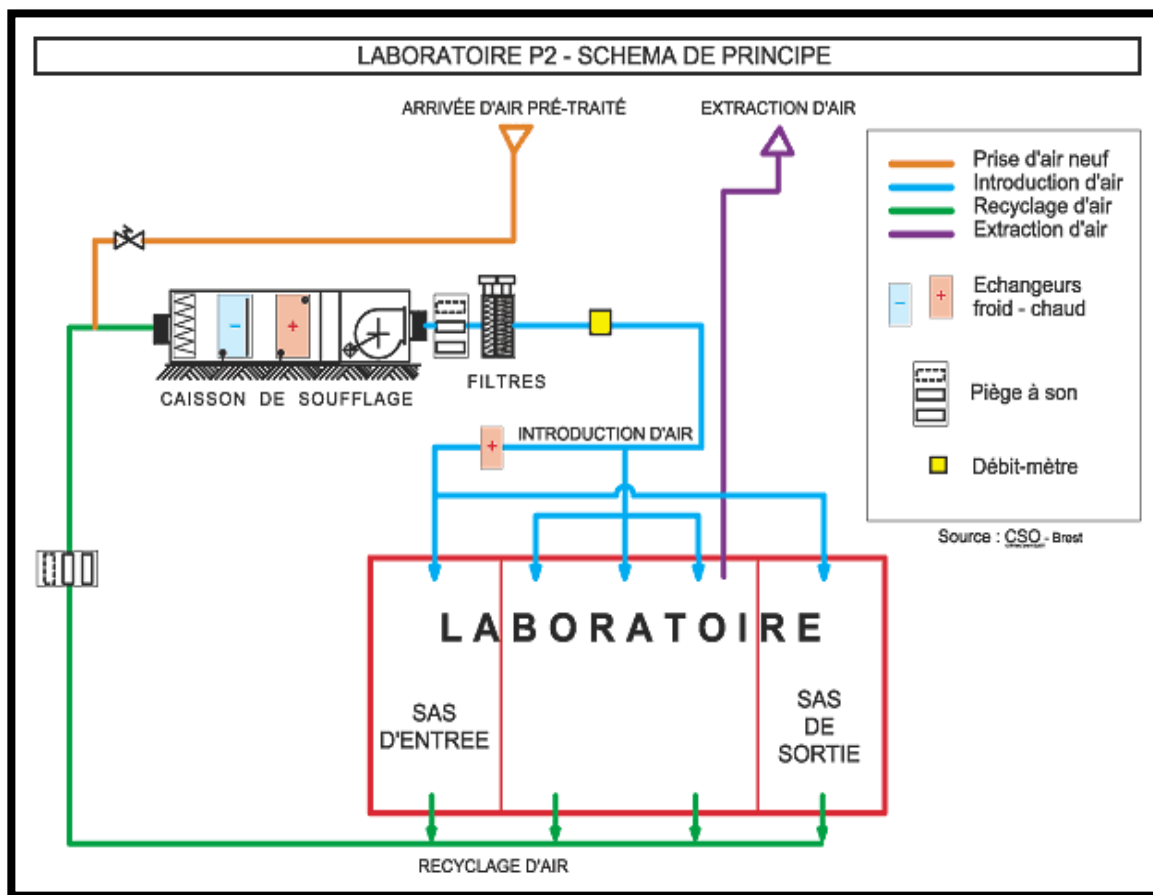 LABORATOIRE P2 - SCHEMA DE PRINCIPE
ARRIVÉE D'AIR PRÉ-TRAITÉ
EXTRACTION D'AIR
Prise d'air neuf
Introduction d'air
Recyclage d'air
Extraction d'air
- +
Echangeurs
froid - chaud
- +
CAISSON DE SOUFFLAGE
FILTRES
Piège à son
INTRODUCTION D'AIR
+
Débit-mètre
Source : CSO - Brest
LABORATOIRE
SAS
D'ENTREE
SAS
DE
SORTIE
RECYCLAGE D'AIR